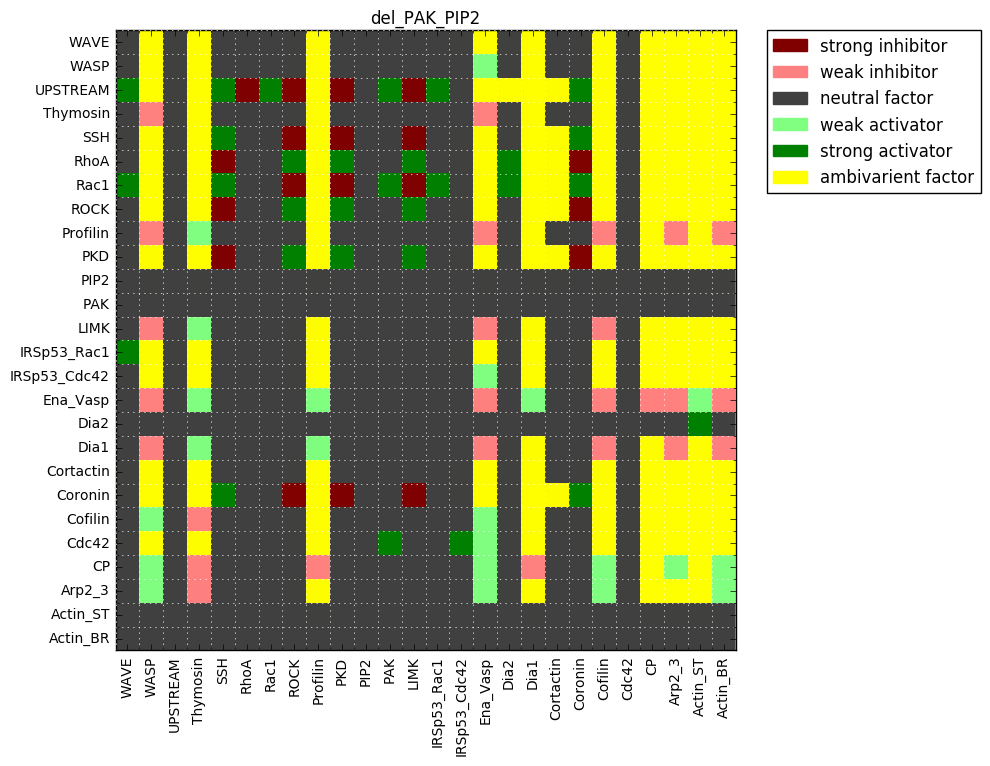 del_PAK_PIP2
WAVE
WASP
UPSTREAM
Thymosin
SSH
RhoA
Rac1
ROCK
Profilin
PKD
PIP2
PAK
LIMK
IRSp53_Rac1
IRSp53_Cdc42
Ena_Vasp
Dia2
Dia1
Cortactin
Coronin
Cofilin
Cdc42
CP
Arp2_3
Actin_ST
Actin_BR
WAVE
WASP
UPSTREAM
Thymosin
SSH
RhoA
Rac1
ROCK
Profilin
PKD
PIP2
PAK
LIMK
IRSp53_Rac1
IRSp53_Cdc42
Ena_Vasp
Dia2
Dia1
Cortactin
Coronin
Cofilin
Cdc42
CP
Arp2_3
Actin_ST
Actin_BR
strong inhibitor
weak inhibitor
neutral factor
weak activator
strong activator
ambivarient factor